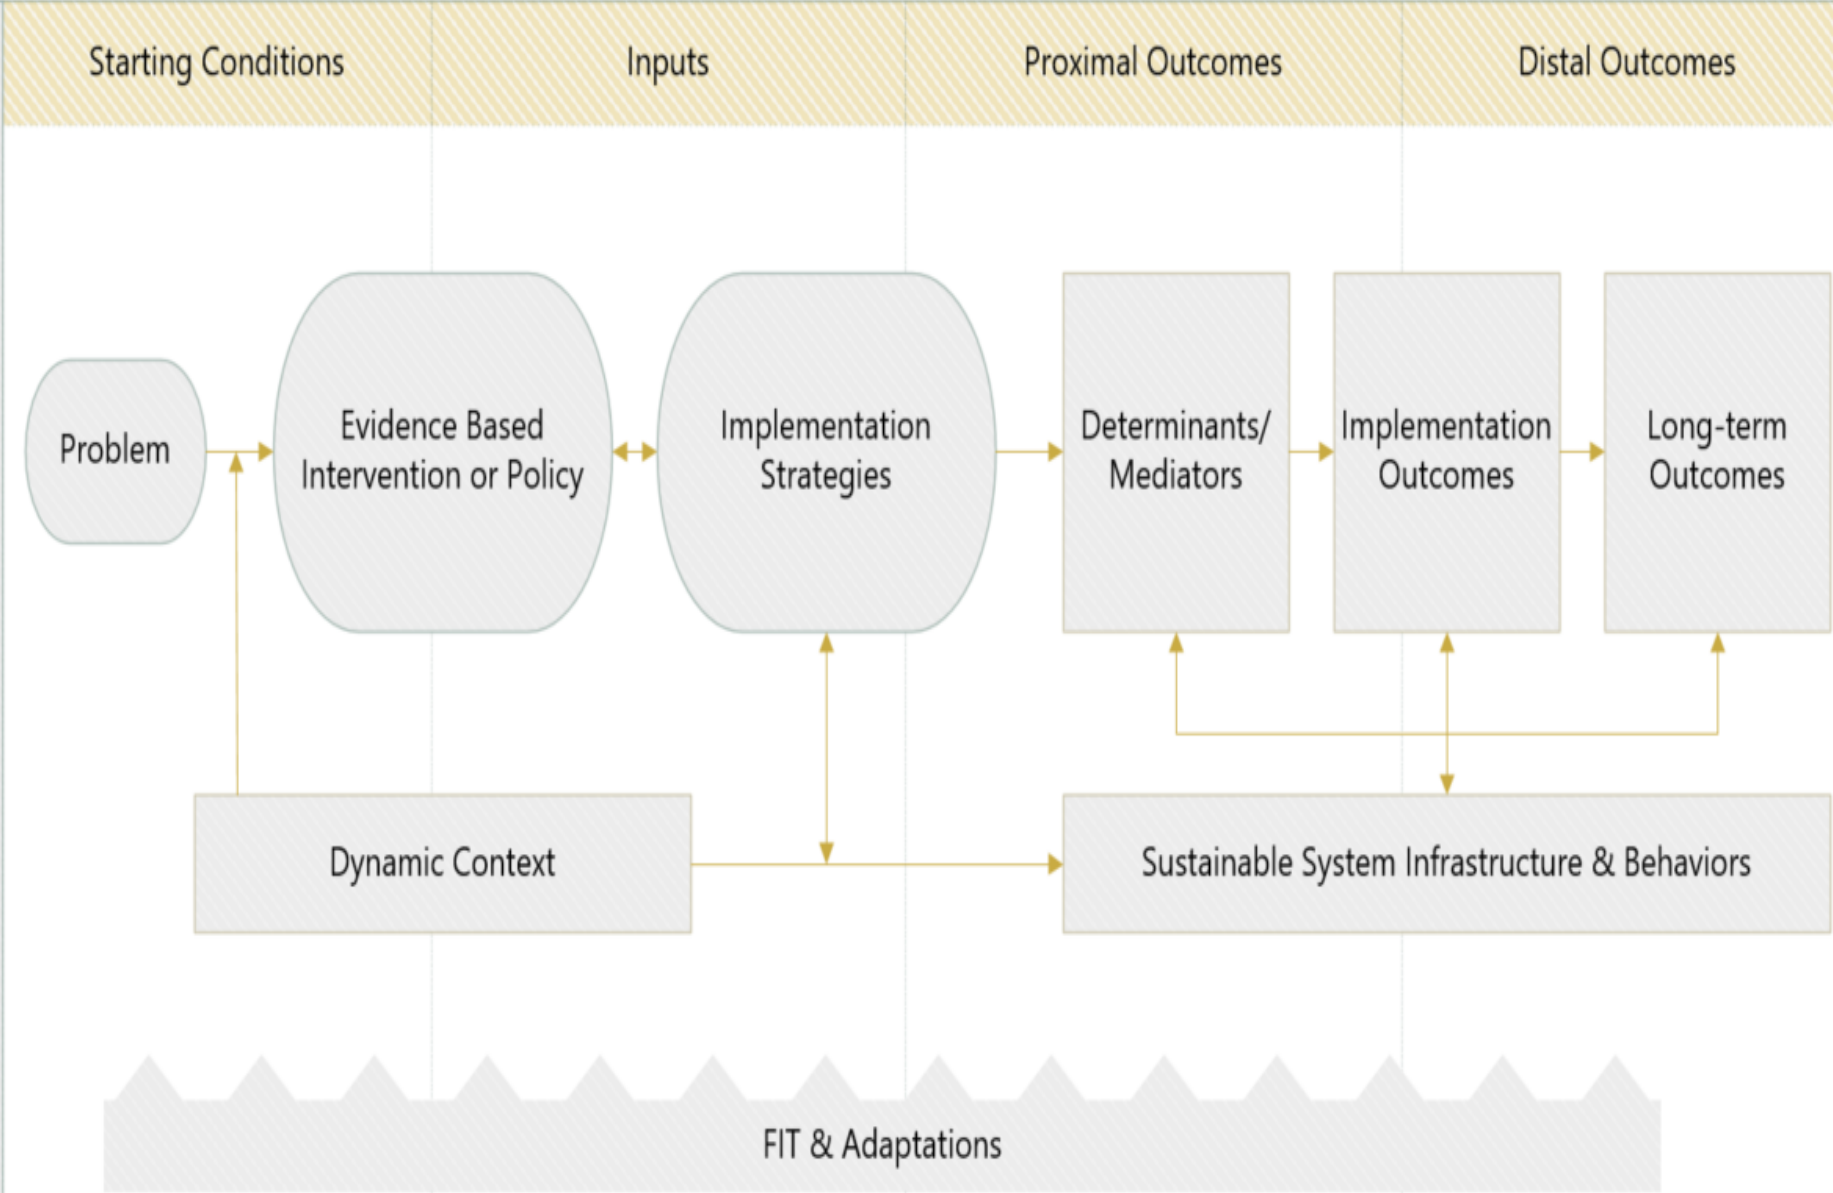 Starting Conditions
Inputs
Proximal Outcomes
Distal Outcomes
Problem
Evidence Based
Intervention or Policy
Implementation
Strategies
Determinants/
Mediators
Implementation
Outcomes
Long-term
Outcomes
Dynamic Context
Sustainable System Infrastructure & Behaviors
FIT & Adaptations